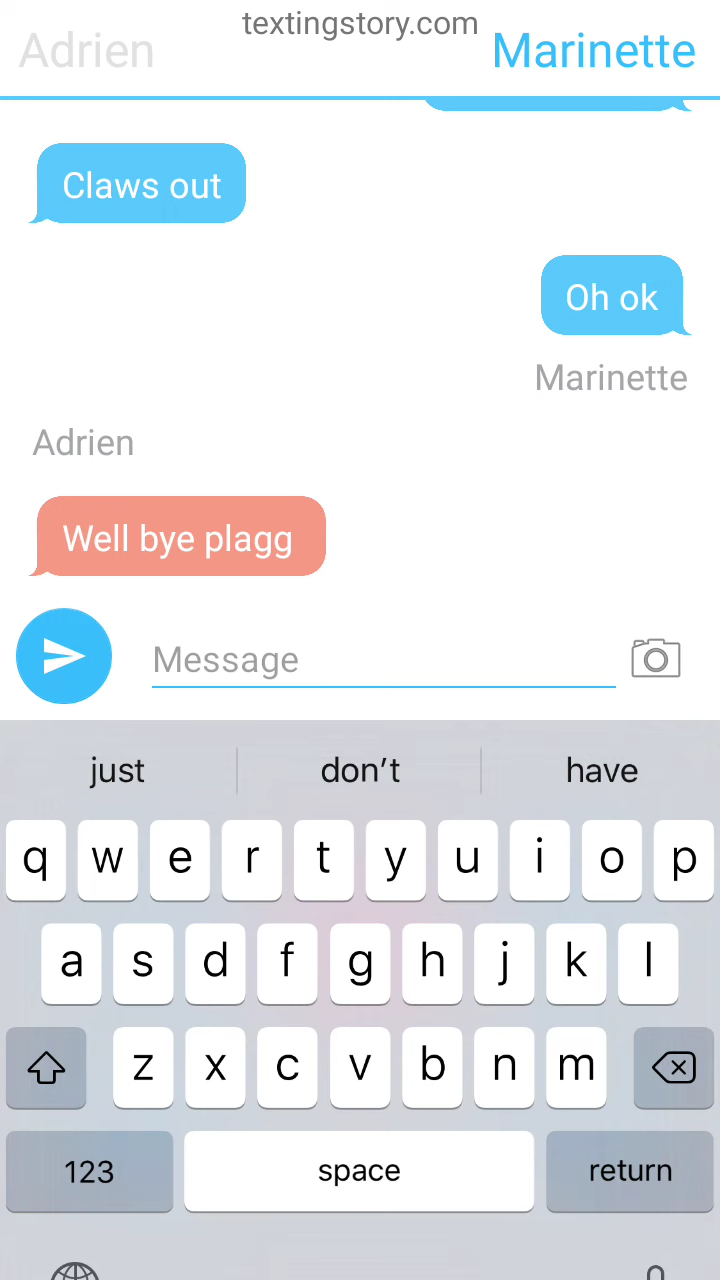 textingstory.com
Adrien Marinette
Claws out
Oh ok
Marinette
Adrien
Well bye plagg
Message
just don't have
q w e r t y u i o p
a s d f g h j k l
z x c v b n m
123 space return